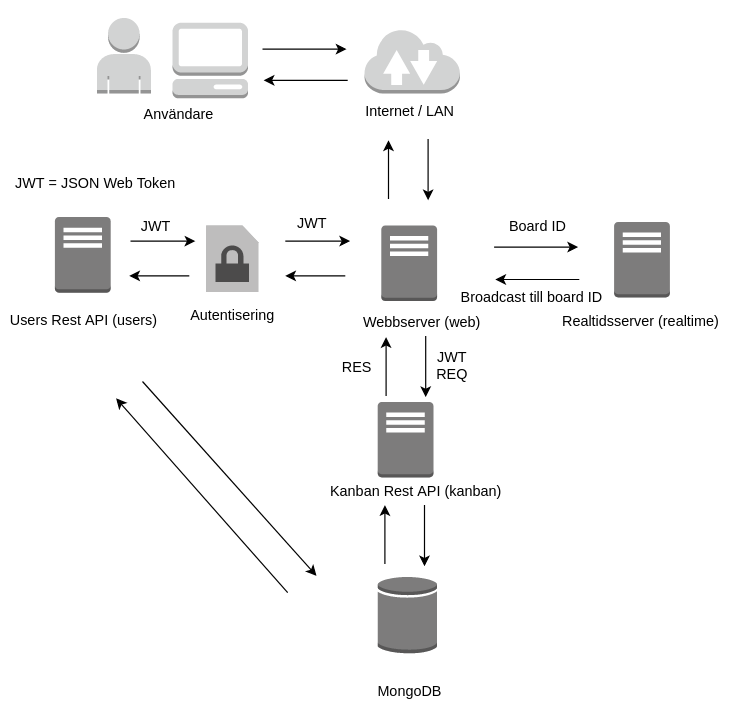 Användare
Internet / LAN
JWT = JSON Web Token
JWT
JWT
Board ID
Broadcast till board ID
Users Rest API (users)
Autentisering
Webbserver (web)
Realtidsserver (realtime)
RES
JWT
REQ
Kanban Rest API (kanban)
MongoDB